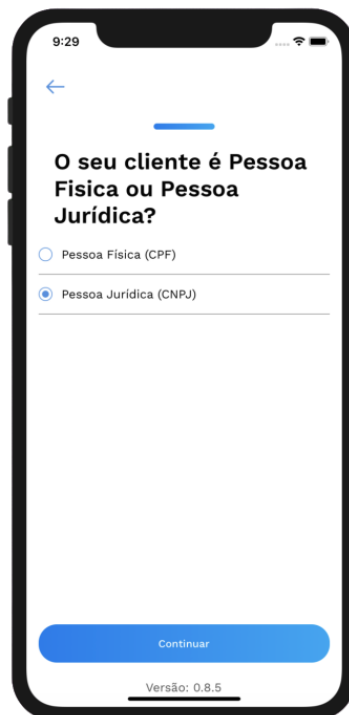 9:29
O seu cliente é Pessoa
Fisica ou Pessoa
Jurídica?
Pessoa Física (CPF)
Pessoa Jurídica (CNPJ)
Continuar
Versão: 0.8.5